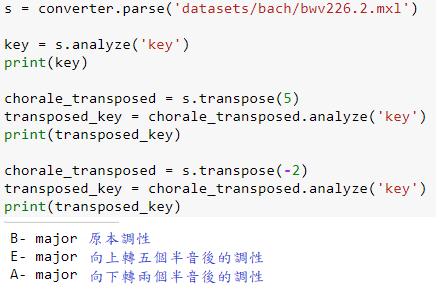 s = converter.parse('datasets/bach/bwv226.2.mxl')
key = s.analyze('key')
print(key)
chorale_transposed = s.transpose(5)
transposed_key = chorale_transposed.analyze('key')
print(transposed_key)
chorale_transposed = s.transpose(-2)
transposed_key = chorale_transposed.analyze('key')
print(transposed_key)
B- major 原本調性
E- major 向上轉五個半音後的調性
A- major 向下轉兩個半音後的調性